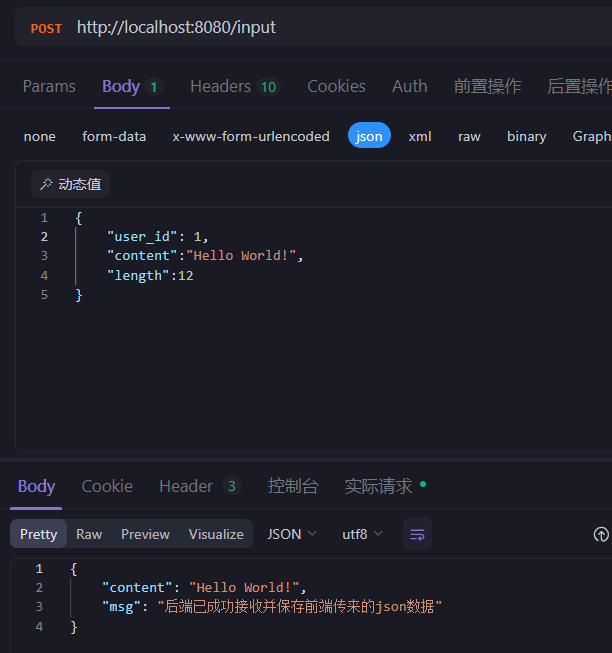 POST http://localhost:8080/input
Params Body 1 Headers 10 Cookies Auth 前置操作 后置操作
none form-data x-www-form-urlencoded json xml raw binary Graph
动态值
1 {
2 "user_id": 1,
3 "content":"Hello World!",
4 "length":12
5 }
Body Cookie Header 3 控制台 实际请求
Pretty Raw Preview Visualize JSON utf8
1 {
2 "content": "Hello World!",
3 "msg": "后端已成功接收并保存前端传来的json数据"
4 }